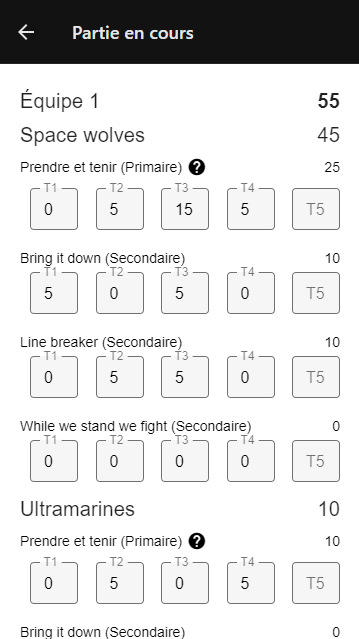 Partie en cours
Équipe 1 55
Space wolves 45
Prendre et tenir (Primaire) ? 25
T1 T2 T3 T4
0 5 15 5 T5
Bring it down (Secondaire) 10
T1 T2 T3 T4
5 0 5 0 T5
Line breaker (Secondaire) 10
T1 T2 T3 T4
0 5 5 0 T5
While we stand we fight (Secondaire) 0
T1 T2 T3 T4
0 0 0 0 T5
Ultramarines 10
Prendre et tenir (Primaire) ? 10
T1 T2 T3 T4
0 5 0 5 T5
Bring it down (Secondaire) 0